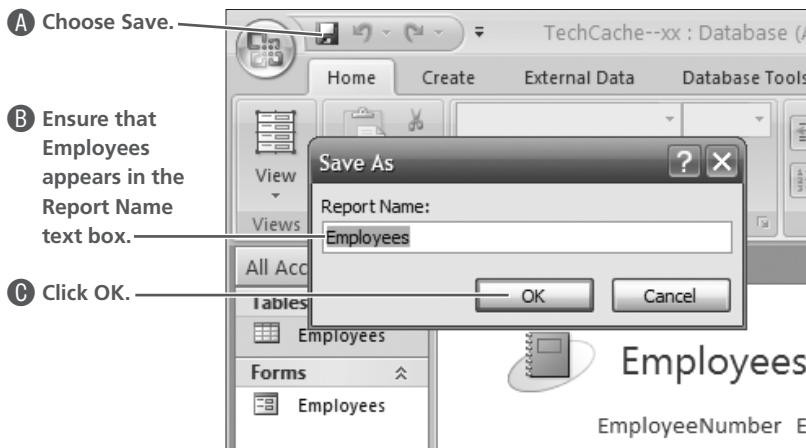 A Choose Save.
TechCache--xx : Database (A
Home Create External Data Database Tools
B Ensure that
Employees
appears in the
Report Name
text box.
View
Views
Save As
Report Name:
Employees
OK Cancel
C Click OK.
All Acc
Tables
Employees
Forms
Employees
Employees
EmployeeNumber E